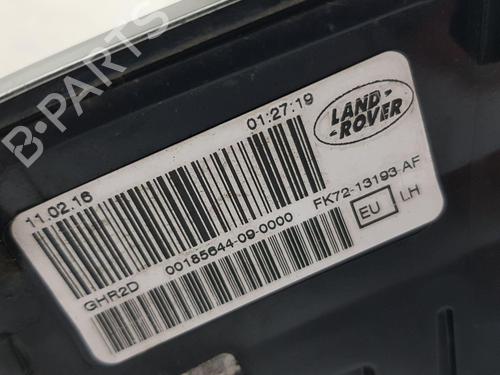 B-PARTS
11.02.16
01:27:19
LAND-
-ROVER
GHR2D
00185644-09-0000
FK72-13193-AF
EU LH